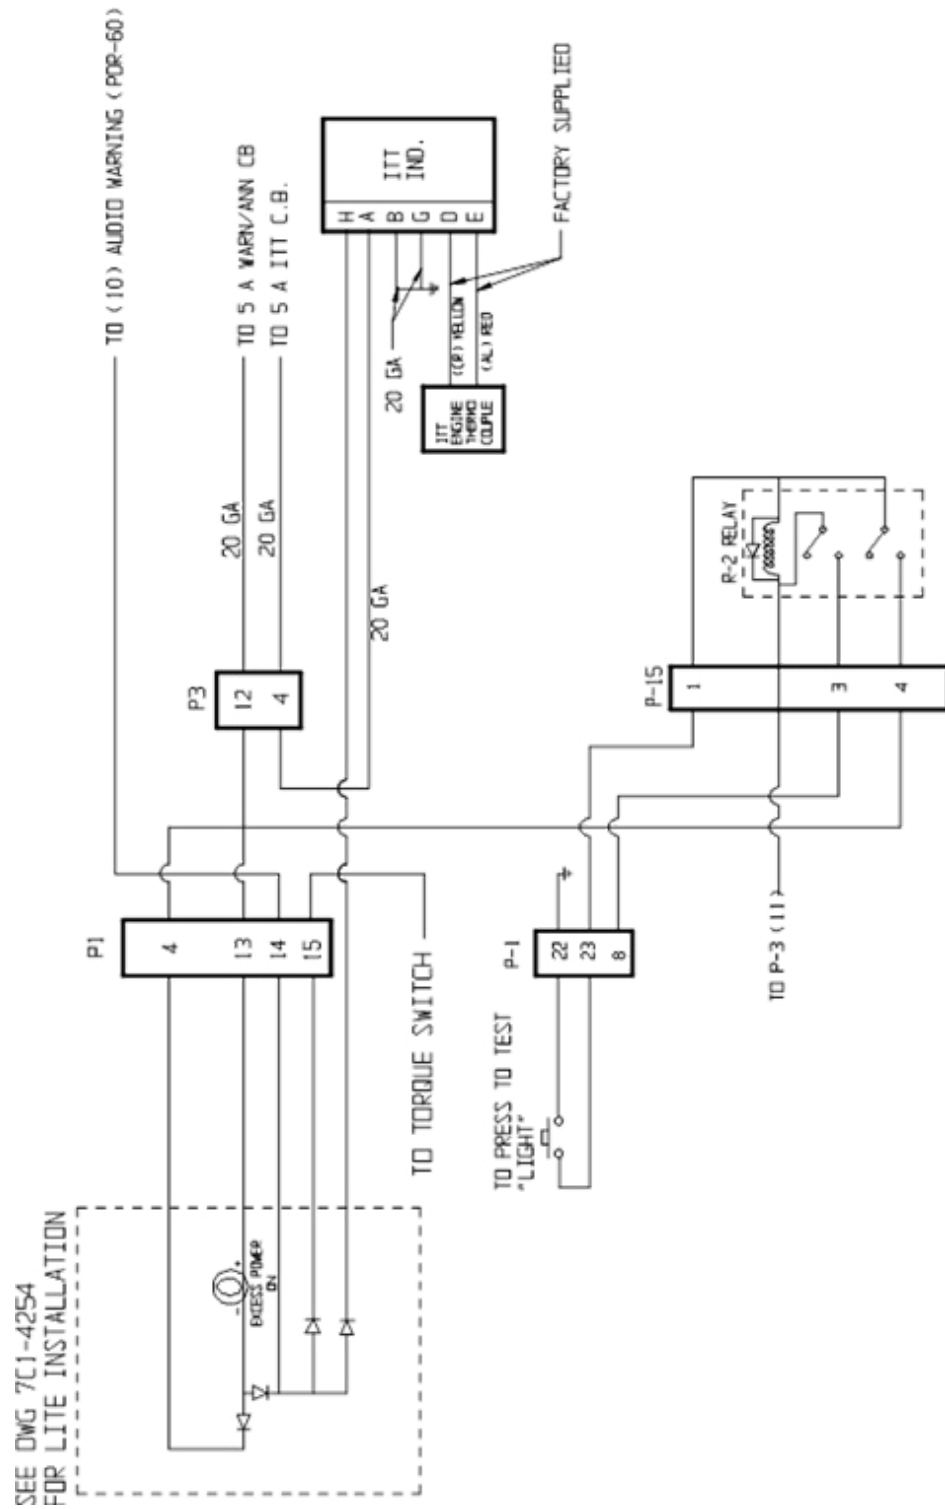 SEE DWG 7C1-4254
FOR LITE INSTALLATION
EXCESS POWER
ON
-
+
P1
4
13
14
15
TO TORQUE SWITCH
P3
12
4
20 GA
20 GA
TO (10) AUDIO WARNING (PDR-60)
TO 5 A WARN/ANN CB
TO 5 A ITT C.B.
20 GA
20 GA
H
A
B
G
D
E
ITT
IND.
(CR) YELLOW
(AL) RED
ITT
ENGINE
THERMO
COUPLE
FACTORY SUPPLIED
TO PRESS TO TEST
"LIGHT"
P-1
22
23
8
TO P-3 (11)
P-15
1
3
4
R-2 RELAY